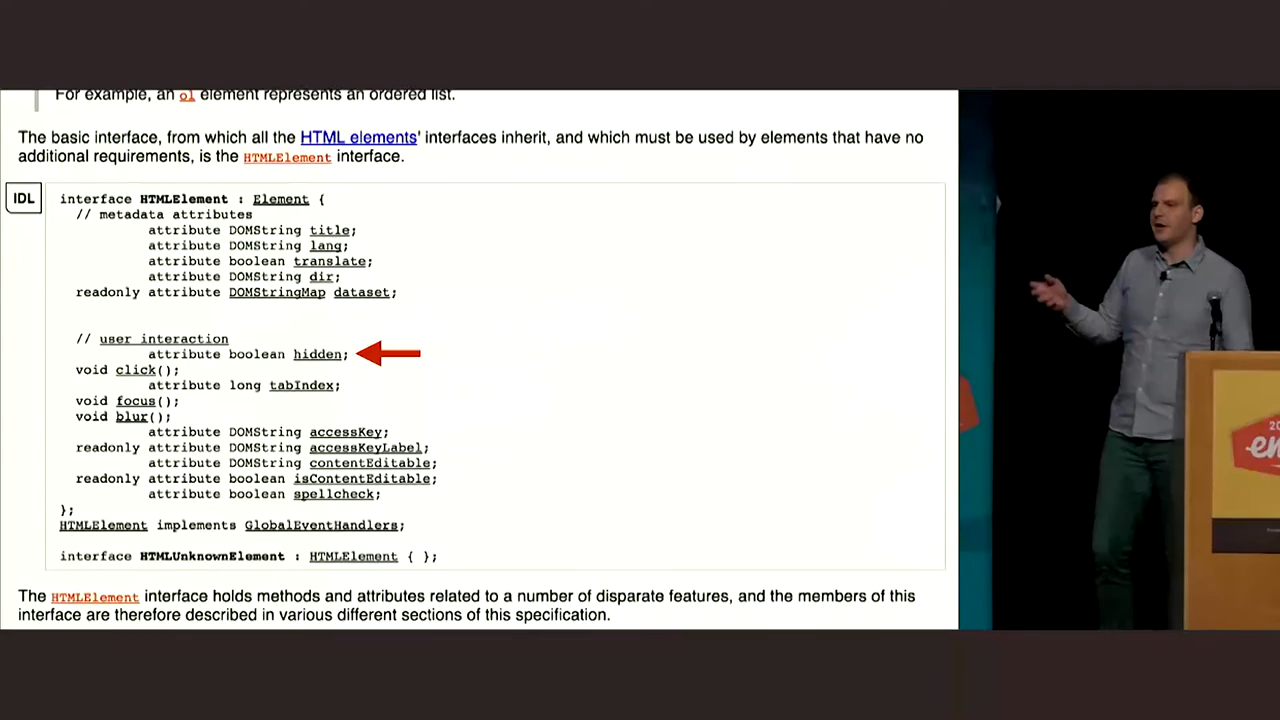 For example, an ol element represents an ordered list.
The basic interface, from which all the HTML elements' interfaces inherit, and which must be used by elements that have no
additional requirements, is the HTMLElement interface.
IDL
interface HTMLElement : Element {
// metadata attributes
attribute DOMString title;
attribute DOMString lang;
attribute boolean translate;
attribute DOMString dir;
readonly attribute DOMStringMap dataset;
// user interaction
attribute boolean hidden;
void click();
attribute long tabIndex;
void focus();
void blur();
attribute DOMString accessKey;
readonly attribute DOMString accessKeyLabel;
attribute DOMString contentEditable;
readonly attribute boolean isContentEditable;
attribute boolean spellcheck;
};
HTMLElement implements GlobalEventHandlers;
interface HTMLUnknownElement : HTMLElement { };
The HTMLElement interface holds methods and attributes related to a number of disparate features, and the members of this
interface are therefore described in various different sections of this specification.
20
em